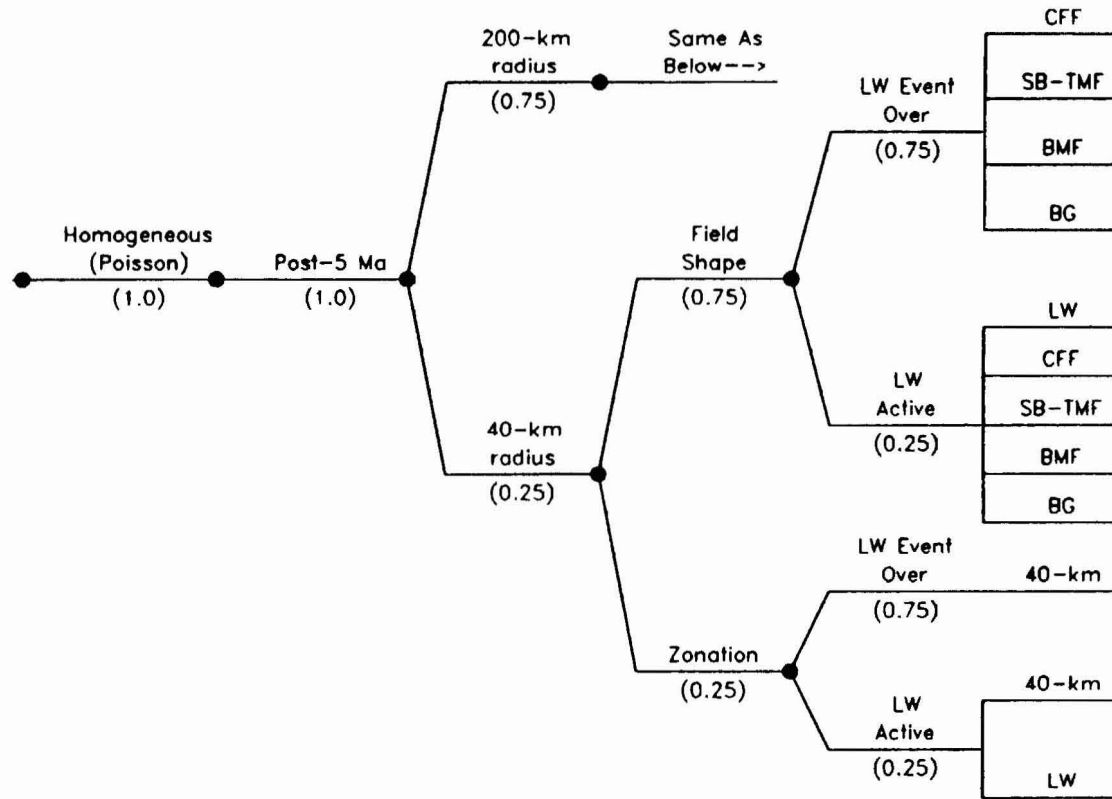 Homogeneous
(Poisson)
(1.0)
Post-5 Ma
(1.0)
200-km
radius
(0.75)
Same As
Below-->
40-km
radius
(0.25)
Field
Shape
(0.75)
LW Event
Over
(0.75)
CFF
SB-TMF
BMF
BG
LW
Active
(0.25)
LW
CFF
SB-TMF
BMF
BG
Zonation
(0.25)
LW Event
Over
(0.75)
40-km
LW
Active
(0.25)
40-km
LW